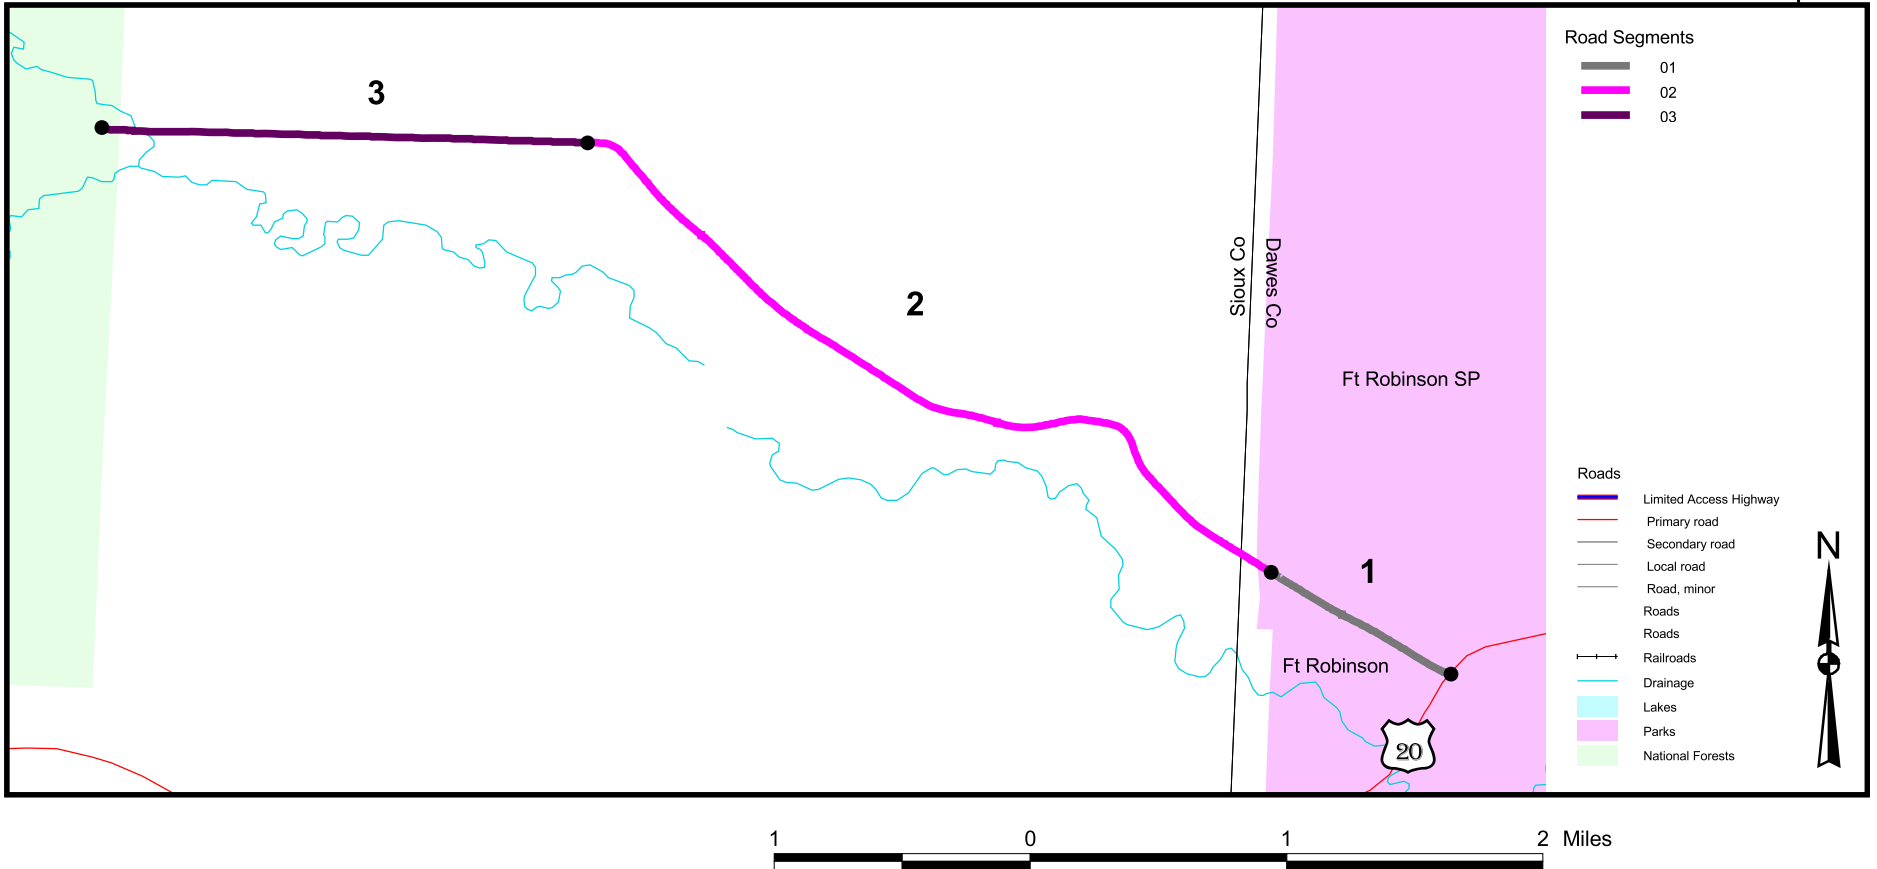 Road Segments
01
02
03
3
2
Sioux Co
Dawes Co
Ft Robinson SP
1
Ft Robinson
20
Roads
Limited Access Highway
Primary road
Secondary road
Local road
Road, minor
Roads
Roads
Railroads
Drainage
Lakes
Parks
National Forests
N
1 0 1 2 Miles